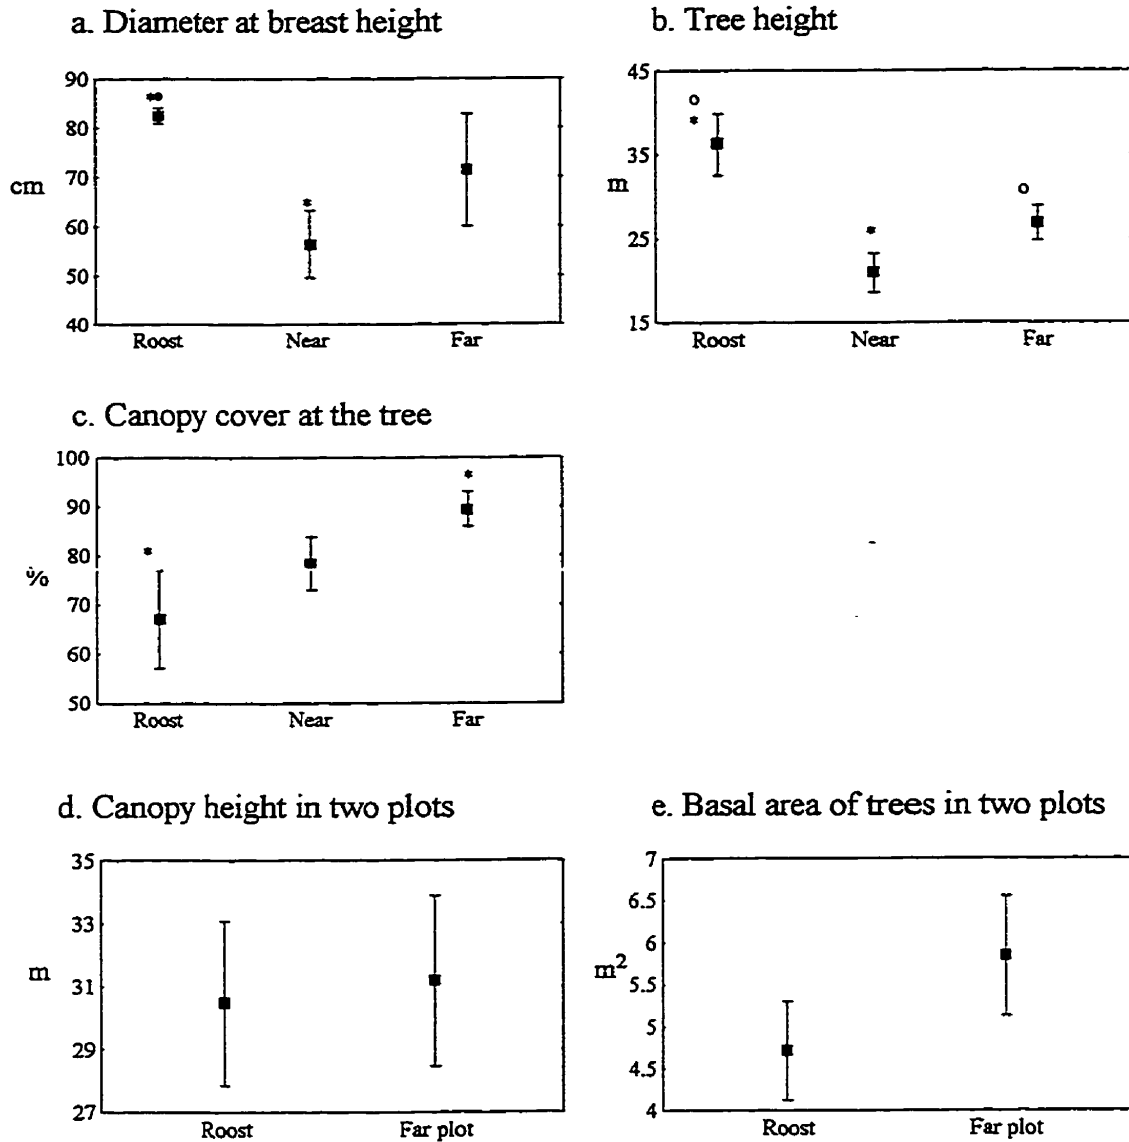 a. Diameter at breast height
90
80
70
60
50
40
cm
Roost Near Far
b. Tree height
45
35
25
15
m
Roost Near Far
c. Canopy cover at the tree
100
90
80
70
60
50
%
Roost Near Far
d. Canopy height in two plots
35
33
31
29
27
m
Roost Far plot
e. Basal area of trees in two plots
7
6.5
6
5.5
5
4.5
4
m²
Roost Far plot